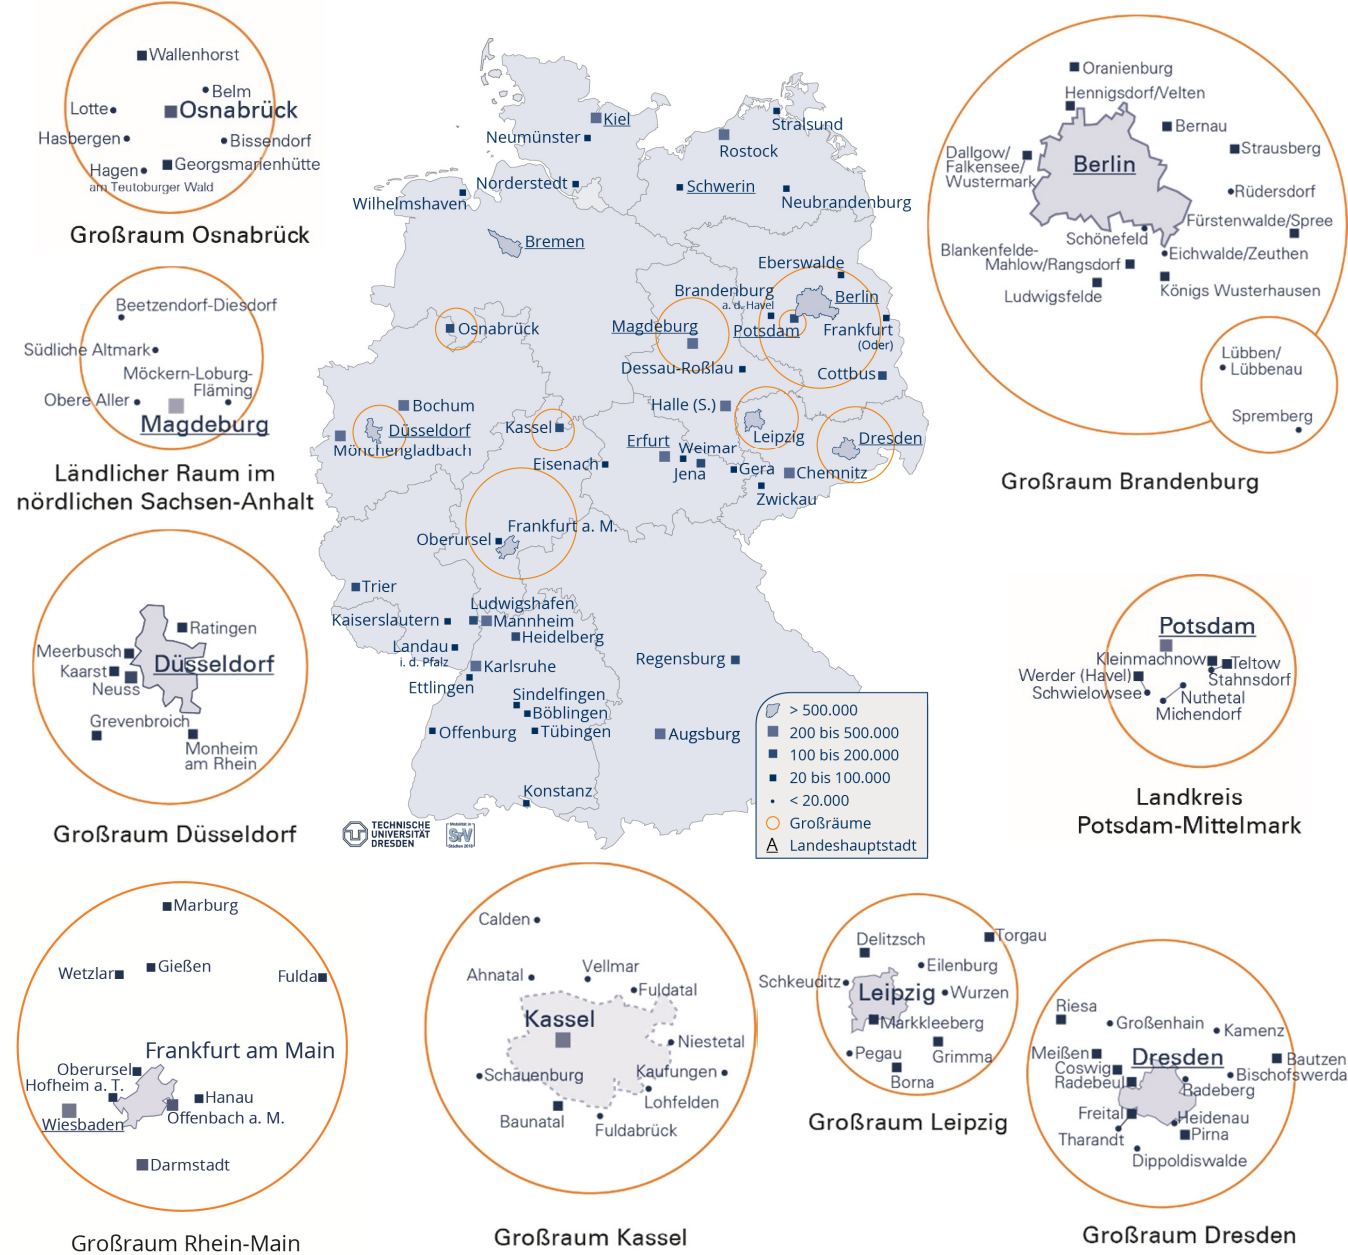 Wallenhorst
Belm
Lotte
Osnabrück
Hasbergen
Bissendorf
Georgsmarienhütte
Hagen
am Teutoburger Wald
Großraum Osnabrück
Beetzendorf-Diesdorf
Südliche Altmark
Möckern-Loburg-
Fläming
Obere Aller
Magdeburg
Ländlicher Raum im
nördlichen Sachsen-Anhalt
Ratingen
Meerbusch
Düsseldorf
Kaarst
Neuss
Grevenbroich
Monheim
am Rhein
Großraum Düsseldorf
Kiel
Stralsund
Neumünster
Rostock
Norderstedt
Schwerin
Wilhelmshaven
Neubrandenburg
Bremen
Eberswalde
Brandenburg
a. d. Havel
Berlin
Osnabrück
Magdeburg
Potsdam
Frankfurt
(Oder)
Dessau-Roßlau
Cottbus
Bochum
Halle (S.)
Kassel
Düsseldorf
Mönchengladbach
Erfurt
Weimar
Leipzig
Dresden
Eisenach
Jena
Gera
Chemnitz
Zwickau
Frankfurt a. M.
Oberursel
Trier
Ludwigshafen
Kaiserslautern
Mannheim
Heidelberg
Landau
i. d. Pfalz
Karlsruhe
Regensburg
Ettlingen
Sindelfingen
Böblingen
Offenburg
Tübingen
Augsburg
Konstanz
> 500.000
200 bis 500.000
100 bis 200.000
20 bis 100.000
< 20.000
Großräume
A Landeshauptstadt
TECHNISCHE
UNIVERSITÄT
DRESDEN
Mobilität in
SrV
Städten 2018
Oranienburg
Hennigsdorf/Velten
Bernau
Strausberg
Dallgow/
Falkensee/
Wustermark
Berlin
Rüdersdorf
Fürstenwalde/Spree
Schönefeld
Blankenfelde-
Mahlow/Rangsdorf
Eichwalde/Zeuthen
Ludwigsfelde
Königs Wusterhausen
Lübben/
Lübbenau
Spremberg
Großraum Brandenburg
Potsdam
Kleinmachnow
Teltow
Werder (Havel)
Stahnsdorf
Schwielowsee
Nuthetal
Michendorf
Landkreis
Potsdam-Mittelmark
Marburg
Wetzlar
Gießen
Fulda
Frankfurt am Main
Oberursel
Hofheim a. T.
Hanau
Wiesbaden
Offenbach a. M.
Darmstadt
Großraum Rhein-Main
Calden
Ahnatal
Vellmar
Fuldatal
Kassel
Niestetal
Schauenburg
Kaufungen
Lohfelden
Baunatal
Fuldabrück
Großraum Kassel
Delitzsch
Torgau
Eilenburg
Schkeuditz
Leipzig
Wurzen
Markkleeberg
Pegau
Grimma
Borna
Großraum Leipzig
Riesa
Großenhain
Kamenz
Meißen
Dresden
Bautzen
Coswig
Bischofswerda
Radebeul
Radeberg
Freital
Heidenau
Tharandt
Pirna
Dippoldiswalde
Großraum Dresden